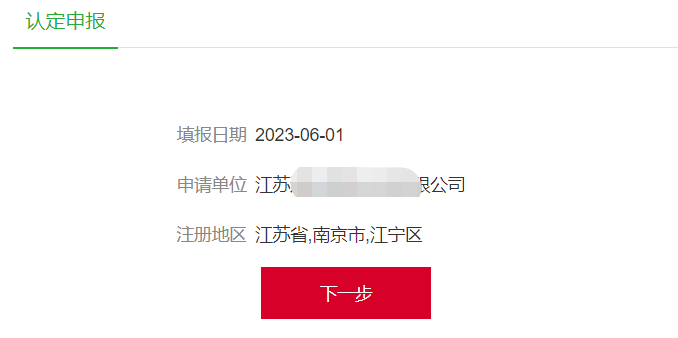 认定申报
填报日期 2023-06-01
申请单位 江苏 限公司
注册地区 江苏省,南京市,江宁区
下一步